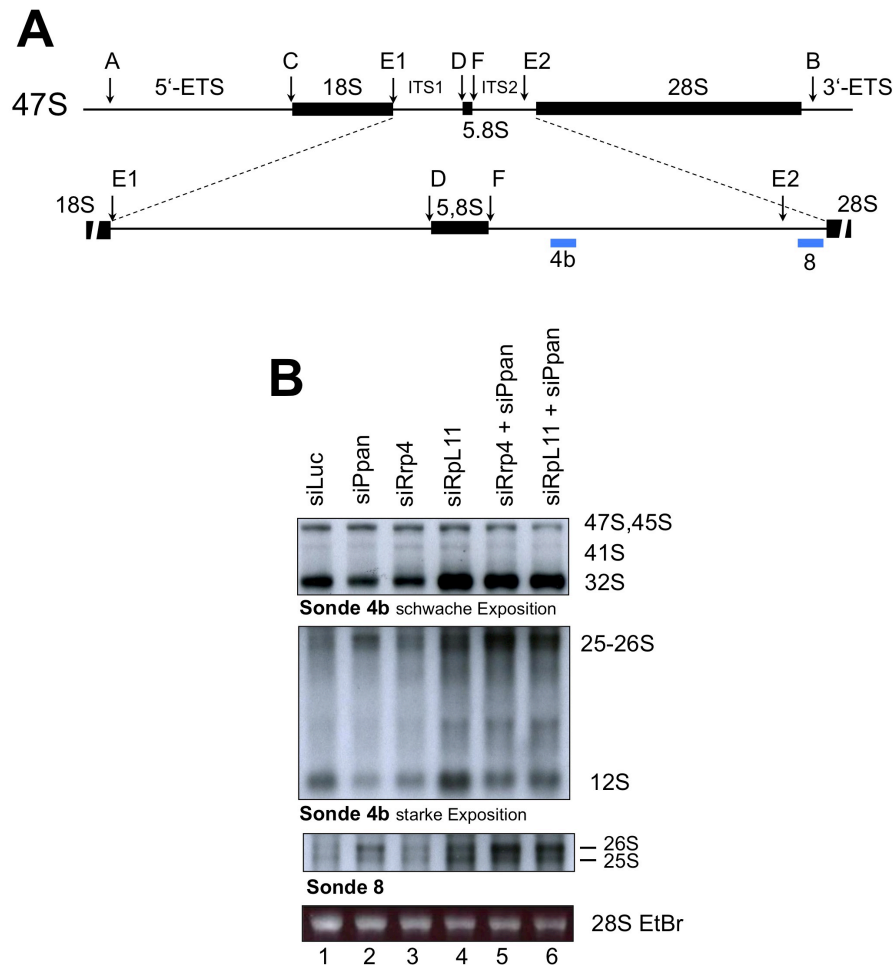 A
A C E1 D F E2 B
5‘-ETS 18S ITS1 ITS2 28S 3‘-ETS
47S
5.8S
18S E1 D 5,8S F E2 28S
4b 8
B
siLuc
siPpan
siRrp4
siRpL11
siRrp4 + siPpan
siRpL11 + siPpan
47S,45S
41S
32S
Sonde 4b schwache Exposition
25-26S
12S
Sonde 4b starke Exposition
26S
25S
Sonde 8
28S EtBr
1 2 3 4 5 6